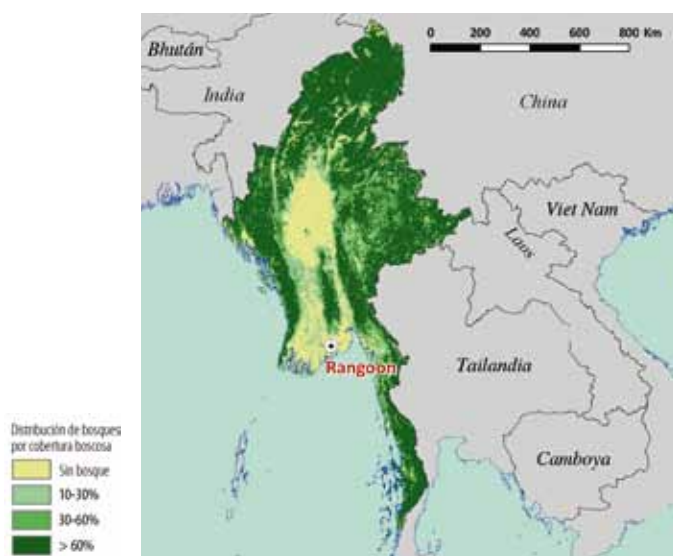 Bhután
India
China
0 200 400 600 800 Km
Viet Nam
Laos
Rangoon
Tailandia
Camboya
Distribución de bosques
por cobertura boscosa
Sin bosque
10-30%
30-60%
> 60%